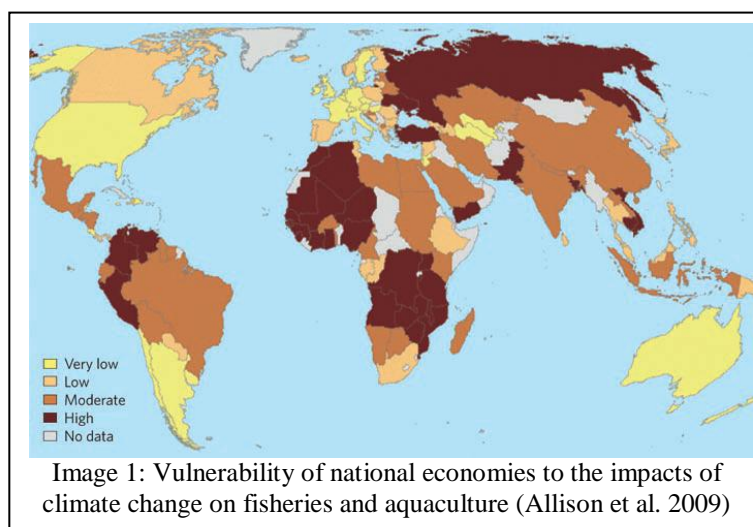 Very low
Low
Moderate
High
No data
Image 1: Vulnerability of national economies to the impacts of
climate change on fisheries and aquaculture (Allison et al. 2009)